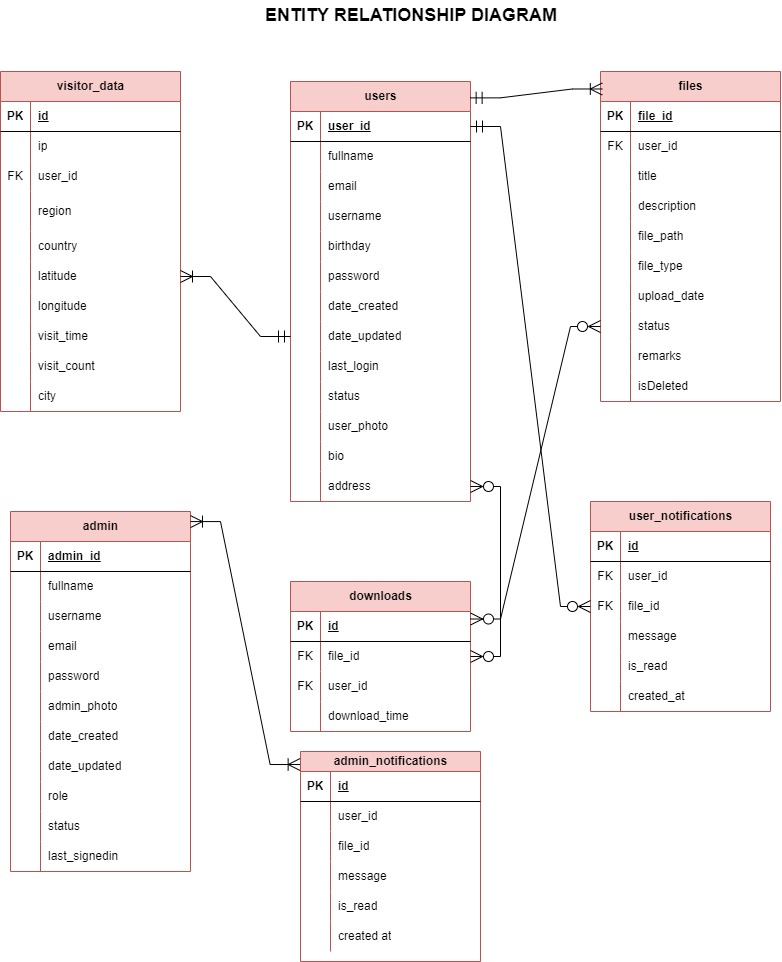 ENTITY RELATIONSHIP DIAGRAM
visitor_data
PK id
ip
FK user_id
region
country
latitude
longitude
visit_time
visit_count
city
users
PK user_id
fullname
email
username
birthday
password
date_created
date_updated
last_login
status
user_photo
bio
address
files
PK file_id
FK user_id
title
description
file_path
file_type
upload_date
status
remarks
isDeleted
admin
PK admin_id
fullname
username
email
password
admin_photo
date_created
date_updated
role
status
last_signedin
downloads
PK id
FK file_id
FK user_id
download_time
user_notifications
PK id
FK user_id
FK file_id
message
is_read
created_at
admin_notifications
PK id
user_id
file_id
message
is_read
created at